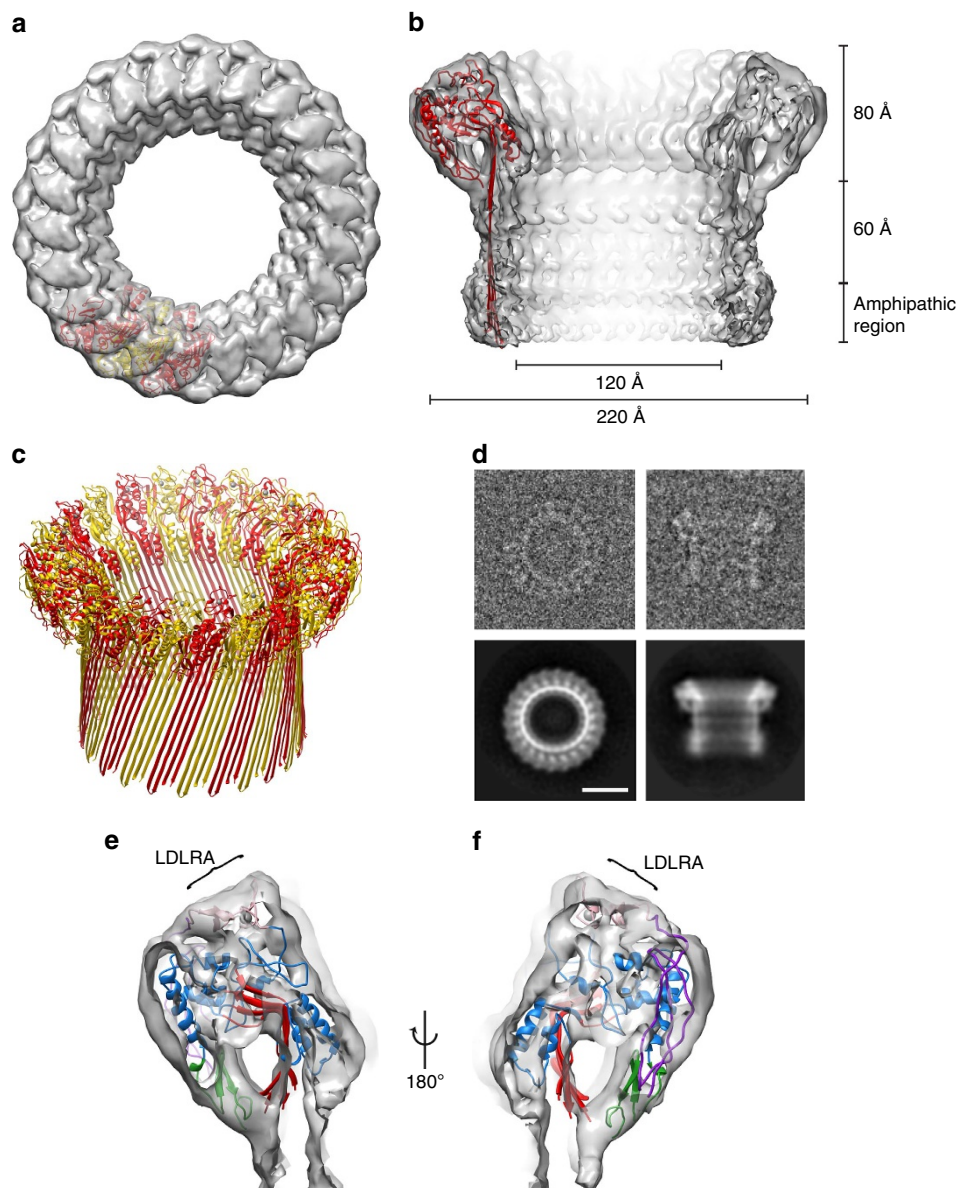 a
b
80 Å
60 Å
Amphipathic
region
120 Å
220 Å
c
d
e
f
LDLRA
LDLRA
180°